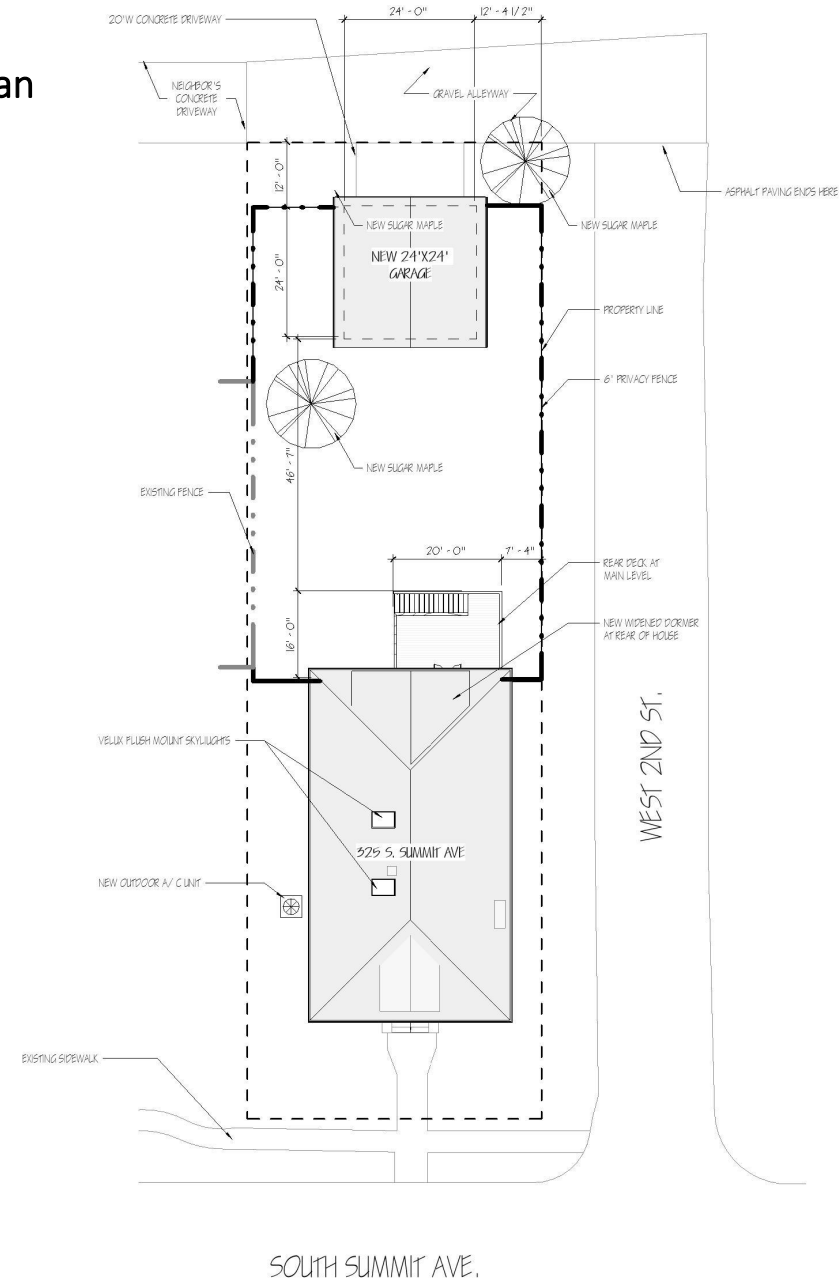 an
20'W CONCRETE DRIVEWAY
24' - 0"
12' - 4 1/2"
NEIGHBOR'S
CONCRETE
DRIVEWAY
GRAVEL ALLEYWAY
12' - 0"
ASPHALT PAVING ENDS HERE
NEW SUGAR MAPLE
NEW SUGAR MAPLE
NEW 24'X24'
GARAGE
24' - 0"
PROPERTY LINE
6' PRIVACY FENCE
NEW SUGAR MAPLE
46' - 7"
EXISTING FENCE
20' - 0"
7' - 4"
REAR DECK AT
MAIN LEVEL
16' - 0"
NEW WIDENED DORMER
AT REAR OF HOUSE
WEST 2ND ST.
VELUX FLUSH MOUNT SKYLIUGHTS
325 S. SUMMIT AVE
NEW OUTDOOR A/ C UNIT
EXISTING SIDEWALK
SOUTH SUMMIT AVE.